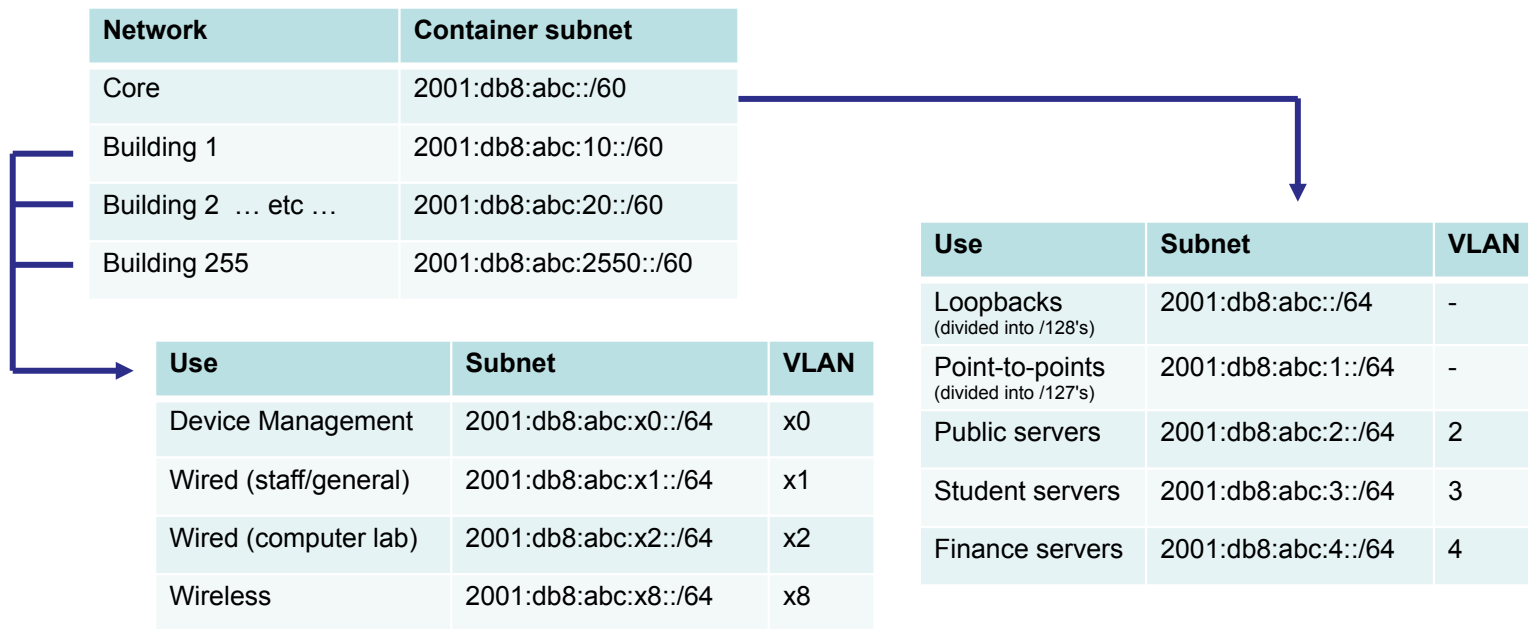 Network Container subnet
Core 2001:db8:abc::/60
Building 1 2001:db8:abc:10::/60
Building 2 … etc … 2001:db8:abc:20::/60
Building 255 2001:db8:abc:2550::/60
Use Subnet VLAN
Device Management 2001:db8:abc:x0::/64 x0
Wired (staff/general) 2001:db8:abc:x1::/64 x1
Wired (computer lab) 2001:db8:abc:x2::/64 x2
Wireless 2001:db8:abc:x8::/64 x8
Use Subnet VLAN
Loopbacks 2001:db8:abc::/64 -
(divided into /128's)
Point-to-points 2001:db8:abc:1::/64 -
(divided into /127's)
Public servers 2001:db8:abc:2::/64 2
Student servers 2001:db8:abc:3::/64 3
Finance servers 2001:db8:abc:4::/64 4